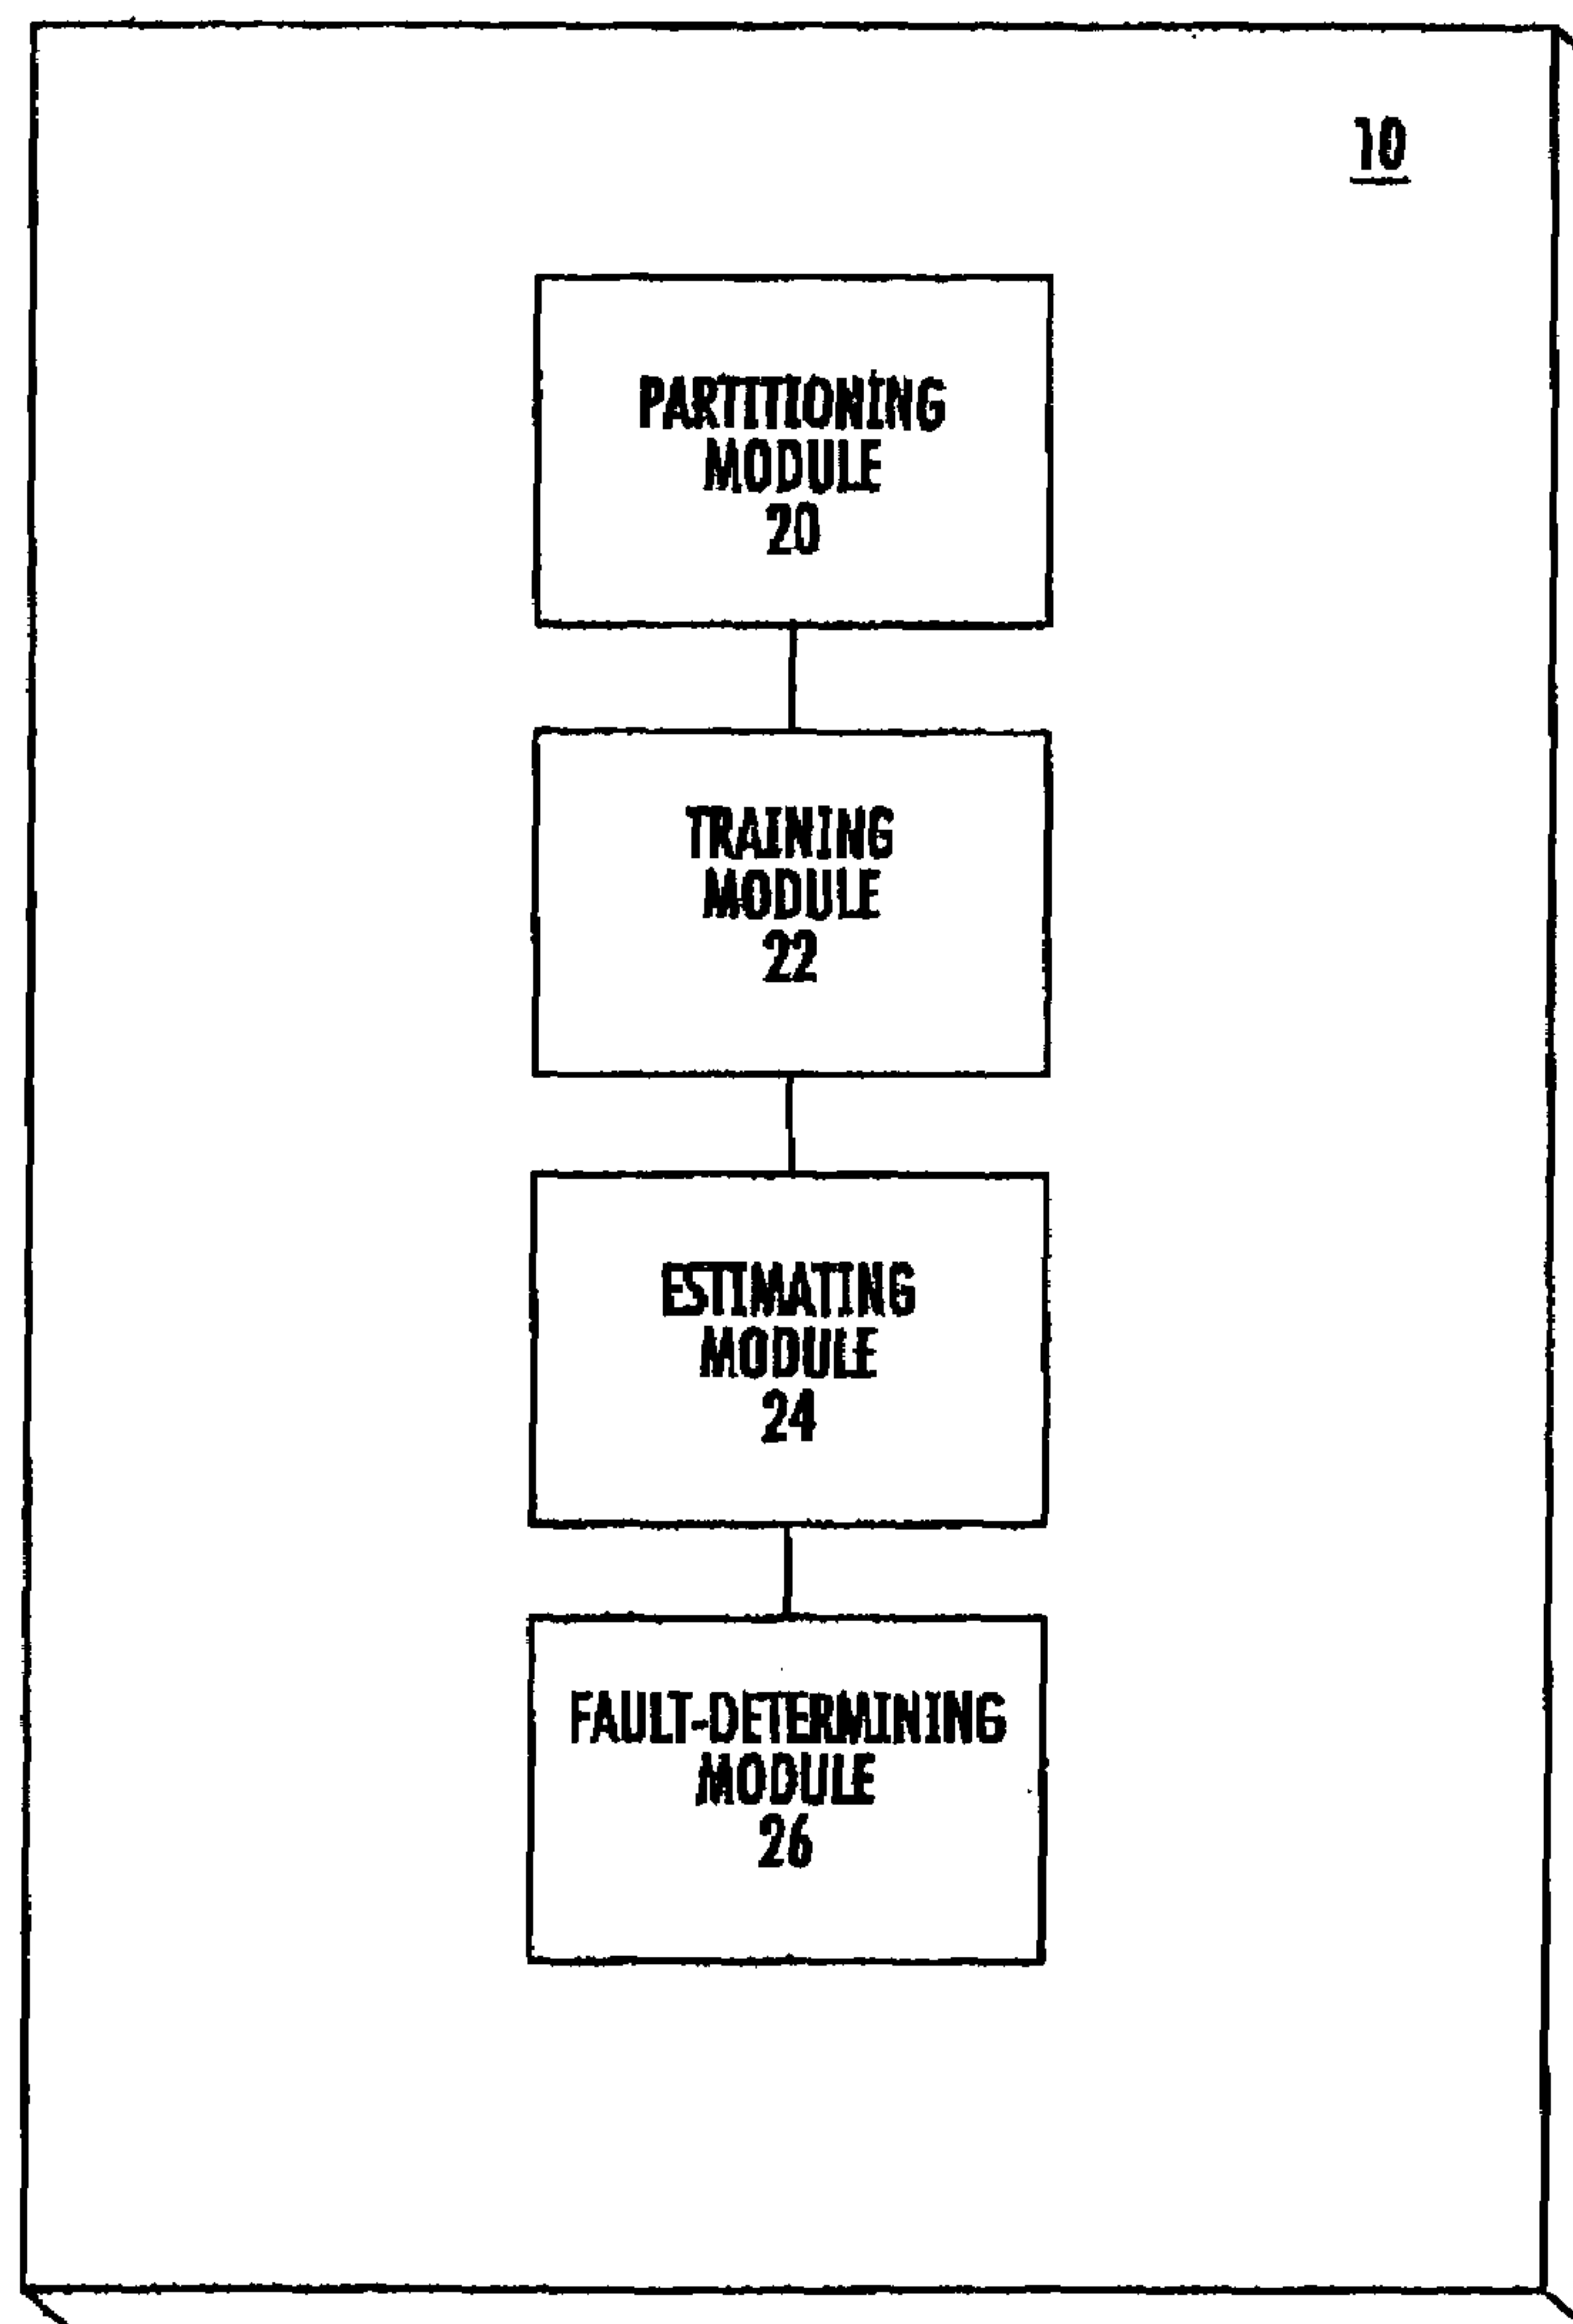 10
PARTITIONING
MODULE
20
TRAINING
MODULE
22
ESTIMATING
MODULE
24
FAULT-DETERMINING
MODULE
26